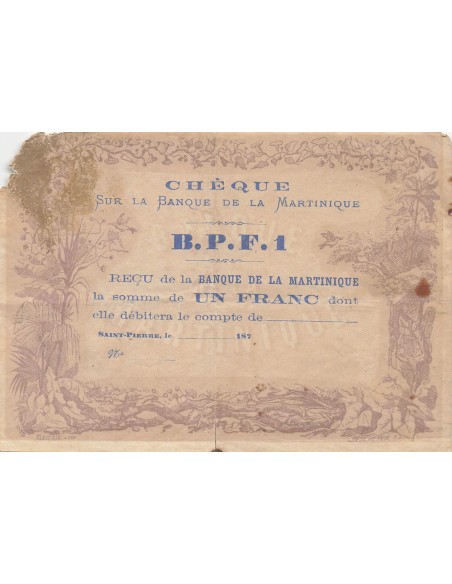 CHÈQUE
SUR LA BANQUE DE LA MARTINIQUE
B.P.F.1
REÇU de la BANQUE DE LA MARTINIQUE
la somme de UN FRANC dont
elle débitera le compte de
SAINT-PIERRE, le 187
No